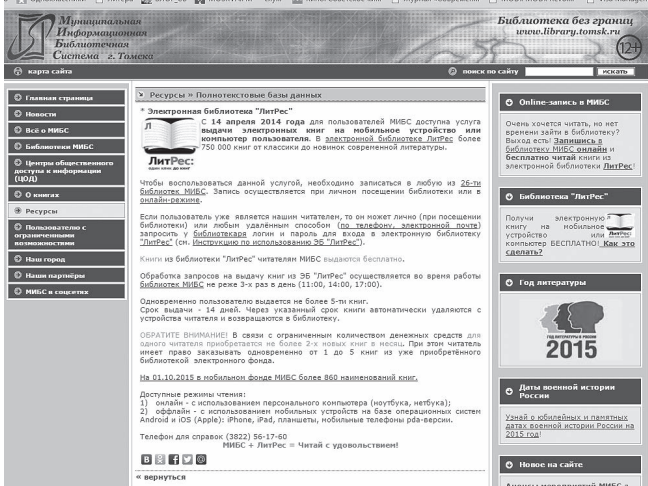 Муниципальная
Информационная
Библиотечная
Система г. Томска
Библиотека без границ
www.library.tomsk.ru
12+
карта сайта
поиск по сайту
искать
Главная страница
Новости
Всё о МИБС
Библиотеки МИБС
Центры общественного
доступа к информации
(ЦОД)
О книгах
Ресурсы
Пользователю с
ограниченными
возможностями
Наш город
Наши партнёры
МИБС в соцсетях
Ресурсы » Полнотекстовые базы данных
* Электронная библиотека "ЛитРес"
ЛитРес:
один клик до книг
С 14 апреля 2014 года для пользователей МИБС доступна услуга
выдачи электронных книг на мобильное устройство или
компьютер пользователя. В электронной библиотеке ЛитРес более
750 000 книг от классики до новинок современной литературы.
Чтобы воспользоваться данной услугой, необходимо записаться в любую из 26-ти
библиотек МИБС. Запись осуществляется при личном посещении библиотеки или в
онлайн-режиме.
Если пользователь уже является нашим читателем, то он может лично (при посещении
библиотеки) или любым удалённым способом (по телефону, электронной почте)
запросить у библиотекаря логин и пароль для входа в электронную библиотеку
"ЛитРес" (см. Инструкцию по использованию ЭБ "ЛитРес").
Книги из библиотеки "ЛитРес" читателям МИБС выдаются бесплатно.
Обработка запросов на выдачу книг из ЭБ "ЛитРес" осуществляется во время работы
библиотек МИБС не реже 3-х раз в день (11:00, 14:00, 17:00).
Одновременно пользователю выдается не более 5-ти книг.
Срок выдачи - 14 дней. Через указанный срок книги автоматически удаляются с
устройства читателя и возвращаются в библиотеку.
ОБРАТИТЕ ВНИМАНИЕ! В связи с ограниченным количеством денежных средств для
одного читателя приобретается не более 2-х новых книг в месяц. При этом читатель
имеет право заказывать одновременно от 1 до 5 книг из уже приобретённого
библиотекой электронного фонда.
На 01.10.2015 в мобильном фонде МИБС более 860 наименований книг.
Доступные режимы чтения:
1) онлайн - с использованием персонального компьютера (ноутбука, нетбука);
2) оффлайн - с использованием мобильных устройств на базе операционных систем
Android и iOS (Apple): iPhone, iPad, планшеты, мобильные телефоны pda-версии.
Телефон для справок (3822) 56-17-60
МИБС + ЛитРес = Читай с удовольствием!
« вернуться
Online-запись в МИБС
Очень хочется читать, но нет
времени зайти в библиотеку?
Выход есть! Запишись в
библиотеку МИБС онлайн и
бесплатно читай книги из
электронной библиотеки ЛитРес!
Библиотека "ЛитРес"
Получи электронную
книгу на мобильное
устройство или
компьютер БЕСПЛАТНО! Как это
сделать?
Год литературы
ГОД ЛИТЕРАТУРЫ В РОССИИ
2015
Даты военной истории
России
Узнай о юбилейных и памятных
датах военной истории России на
2015 год!
Новое на сайте